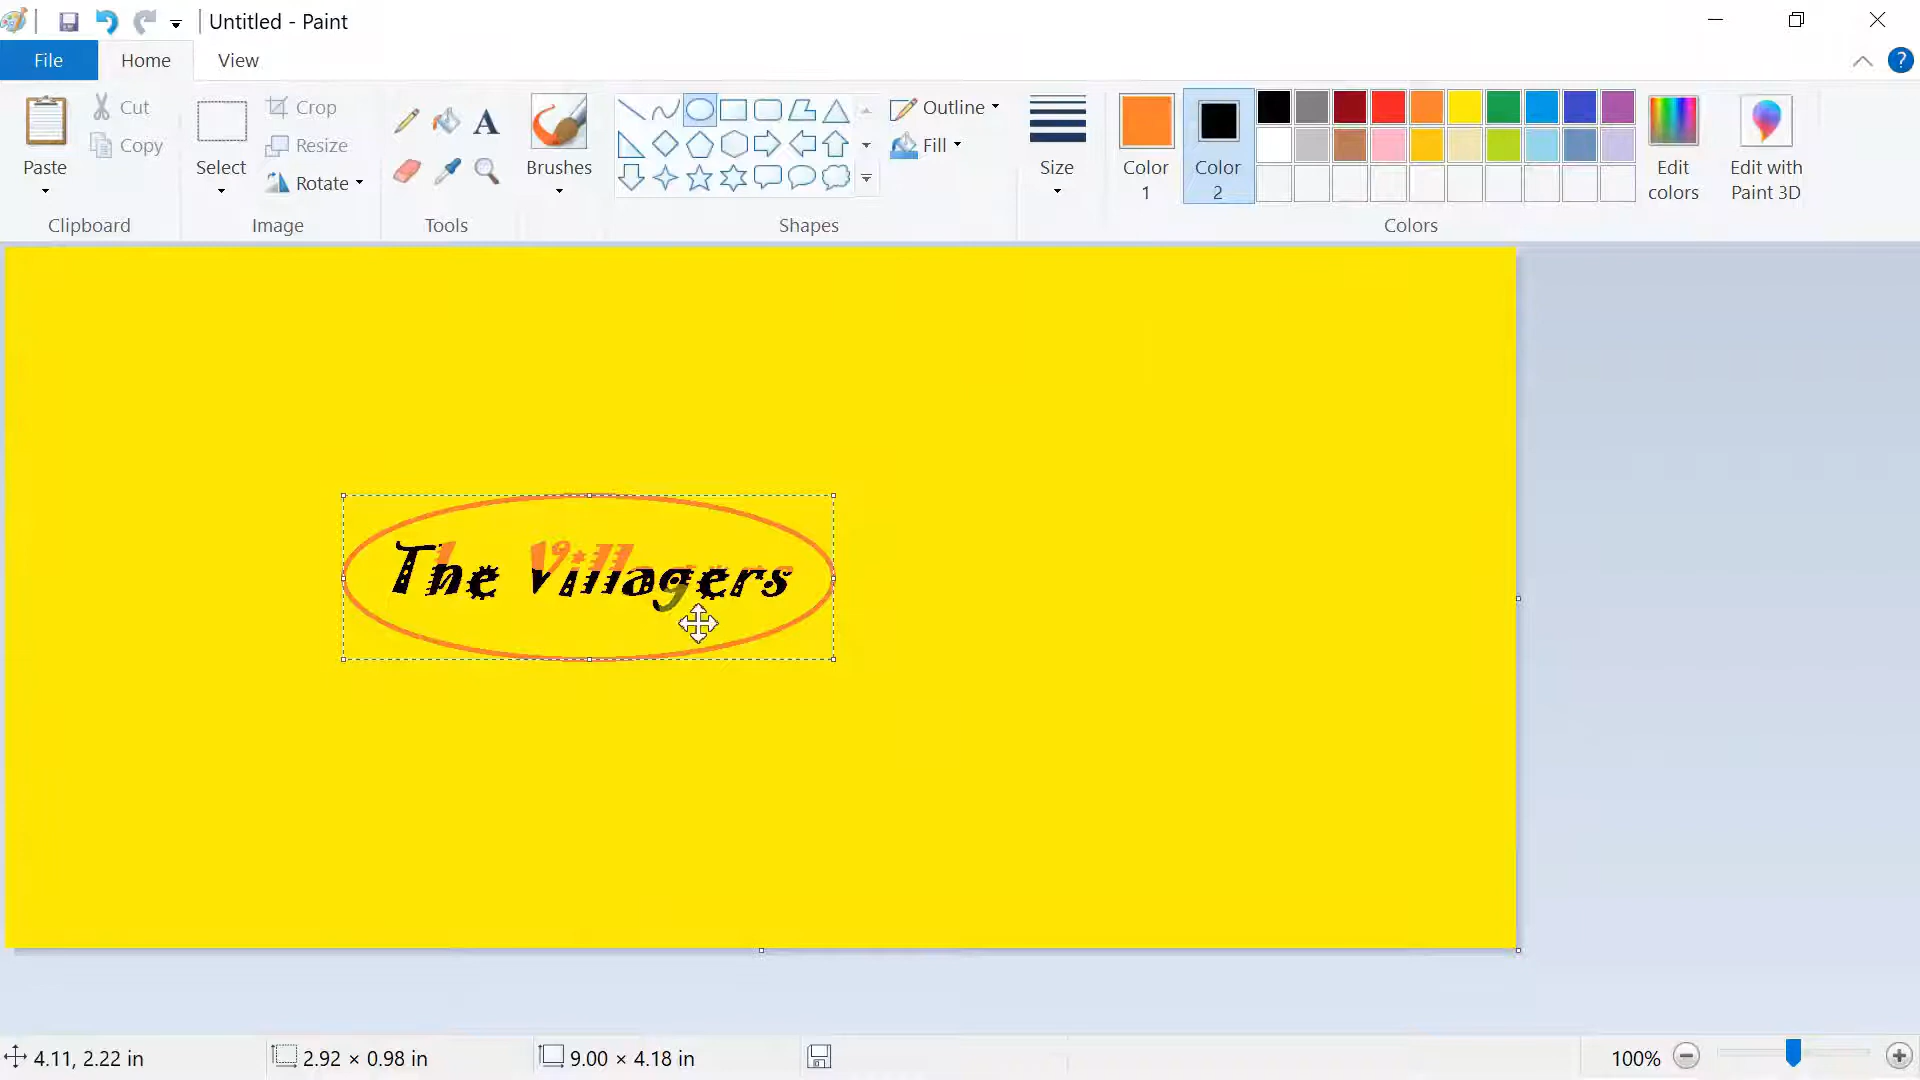 Untitled - Paint
File Home View
Paste Cut Copy Clipboard
Select Crop Resize Rotate Image
Tools
Brushes
Shapes
Outline Fill
Size
Color 1
Color 2
Edit colors
Edit with Paint 3D
Colors
The Villagers
4.11, 2.22 in 2.92 × 0.98 in 9.00 × 4.18 in 100%